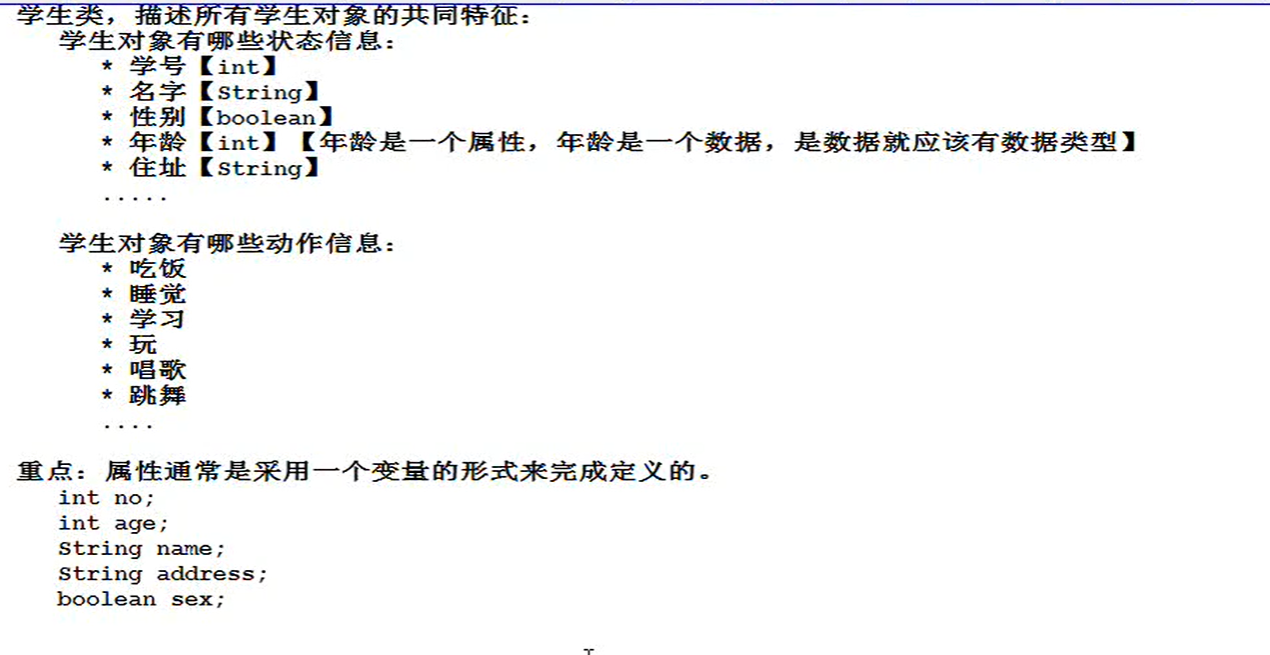 学生类，描述所有学生对象的共同特征：
学生对象有哪些状态信息：
* 学号【int】
* 名字【String】
* 性别【boolean】
* 年龄【int】【年龄是一个属性，年龄是一个数据，是数据就应该有数据类型】
* 住址【String】
.....
学生对象有哪些动作信息：
* 吃饭
* 睡觉
* 学习
* 玩
* 唱歌
* 跳舞
....
重点：属性通常是采用一个变量的形式来完成定义的。
int no;
int age;
String name;
String address;
boolean sex;